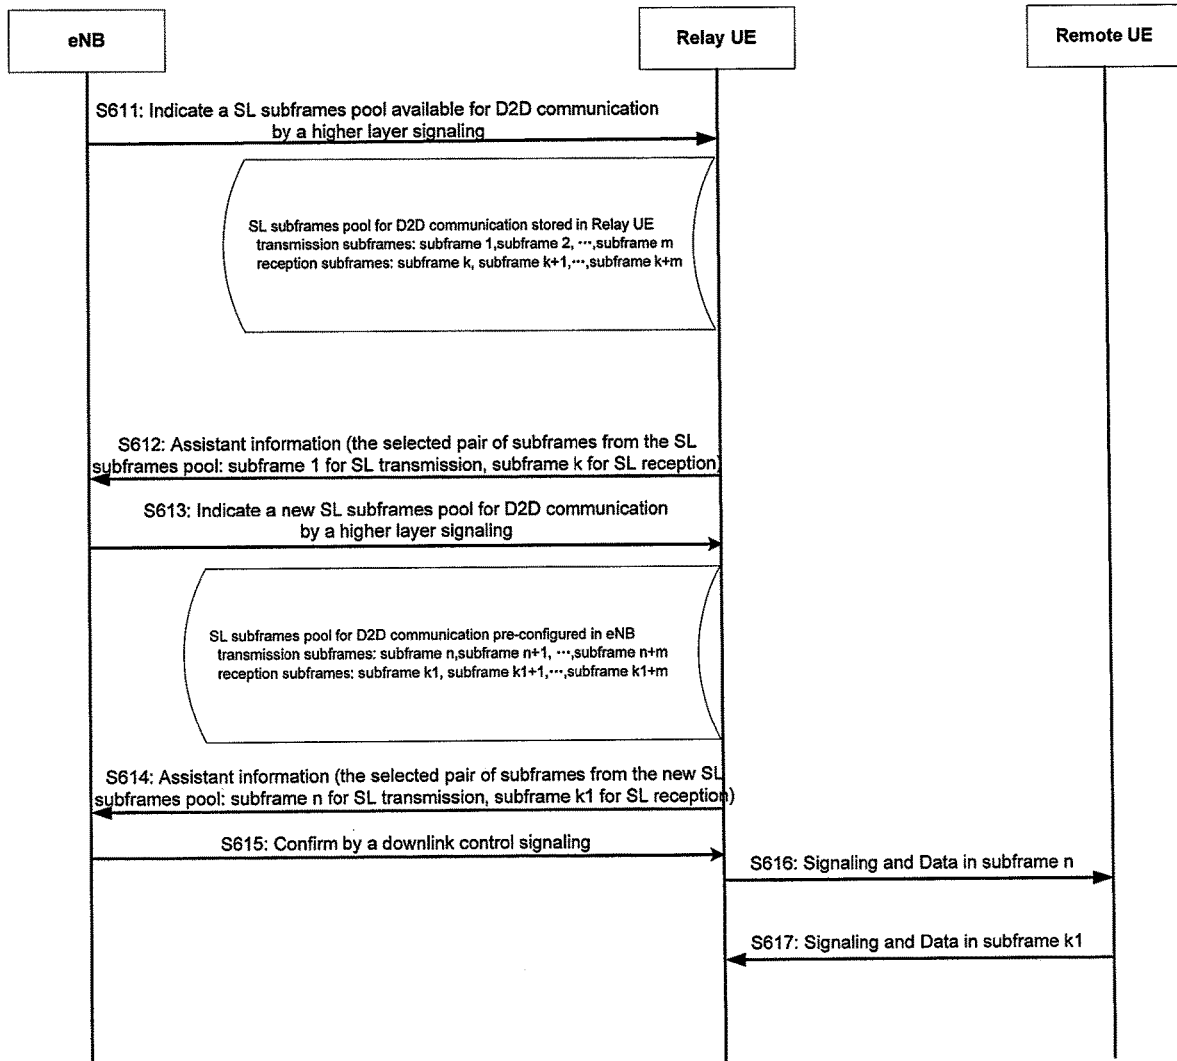 eNB
Relay UE
Remote UE
S611: Indicate a SL subframes pool available for D2D communication
by a higher layer signaling
SL subframes pool for D2D communication stored in Relay UE
transmission subframes: subframe 1,subframe 2, ···,subframe m
reception subframes: subframe k, subframe k+1,···,subframe k+m
S612: Assistant information (the selected pair of subframes from the SL
subframes pool: subframe 1 for SL transmission, subframe k for SL reception)
S613: Indicate a new SL subframes pool for D2D communication
by a higher layer signaling
SL subframes pool for D2D communication pre-configured in eNB
transmission subframes: subframe n,subframe n+1, ···,subframe n+m
reception subframes: subframe k1, subframe k1+1,···,subframe k1+m
S614: Assistant information (the selected pair of subframes from the new SL
subframes pool: subframe n for SL transmission, subframe k1 for SL reception)
S615: Confirm by a downlink control signaling
S616: Signaling and Data in subframe n
S617: Signaling and Data in subframe k1